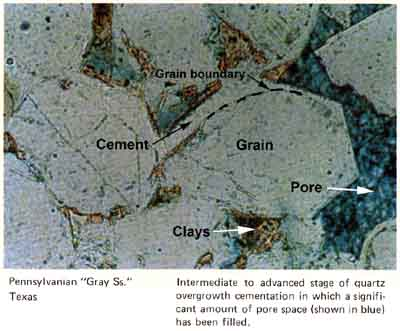 Grain boundary
Cement
Grain
Pore
Clays
Pennsylvanian "Gray Ss."
Texas
Intermediate to advanced stage of quartz
overgrowth cementation in which a signifi-
cant amount of pore space (shown in blue)
has been filled.